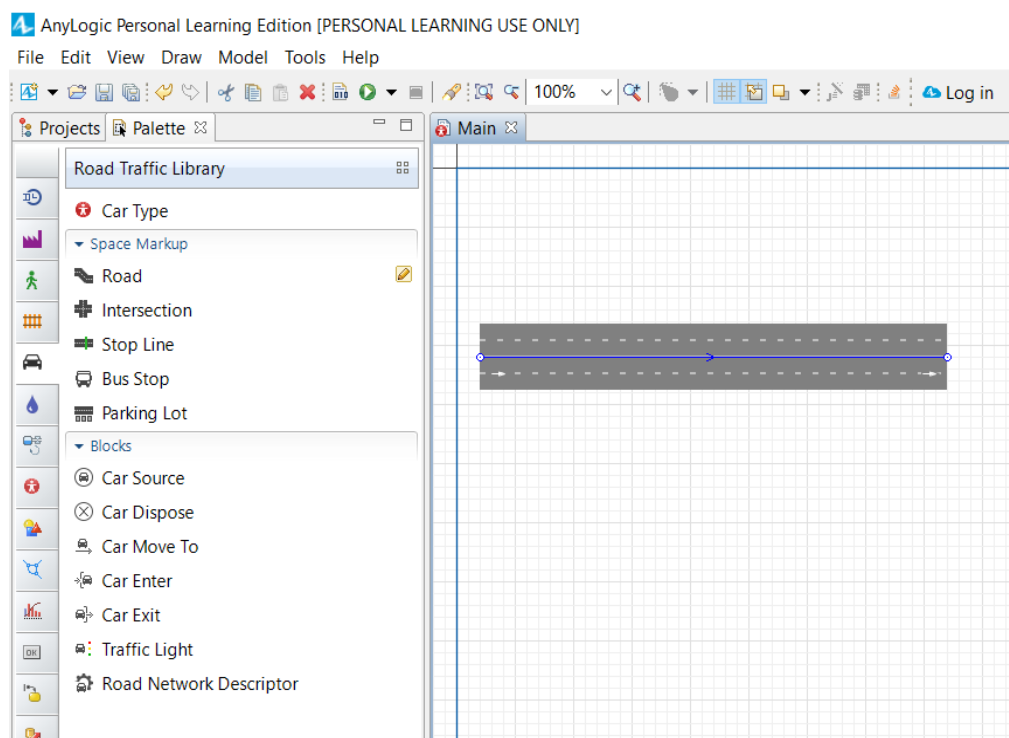 AnyLogic Personal Learning Edition [PERSONAL LEARNING USE ONLY]
File Edit View Draw Model Tools Help
100%
Log in
Projects
Palette
Main
Road Traffic Library
Car Type
Space Markup
Road
Intersection
Stop Line
Bus Stop
Parking Lot
Blocks
Car Source
Car Dispose
Car Move To
Car Enter
Car Exit
Traffic Light
Road Network Descriptor
OK